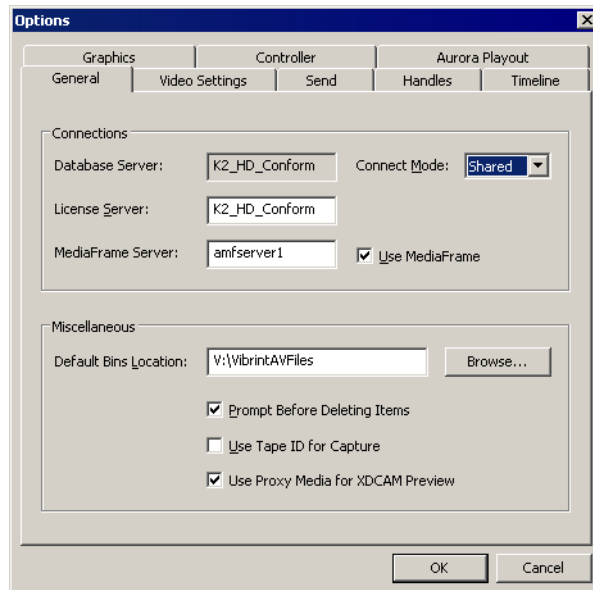 Options
Graphics Controller Aurora Playout
General Video Settings Send Handles Timeline
Connections
Database Server: K2_HD_Conform Connect Mode: Shared
License Server: K2_HD_Conform
MediaFrame Server: amfserver1 Use MediaFrame
Miscellaneous
Default Bins Location: V:\VibrintAVFiles Browse...
Prompt Before Deleting Items
Use Tape ID for Capture
Use Proxy Media for XDCAM Preview
OK Cancel